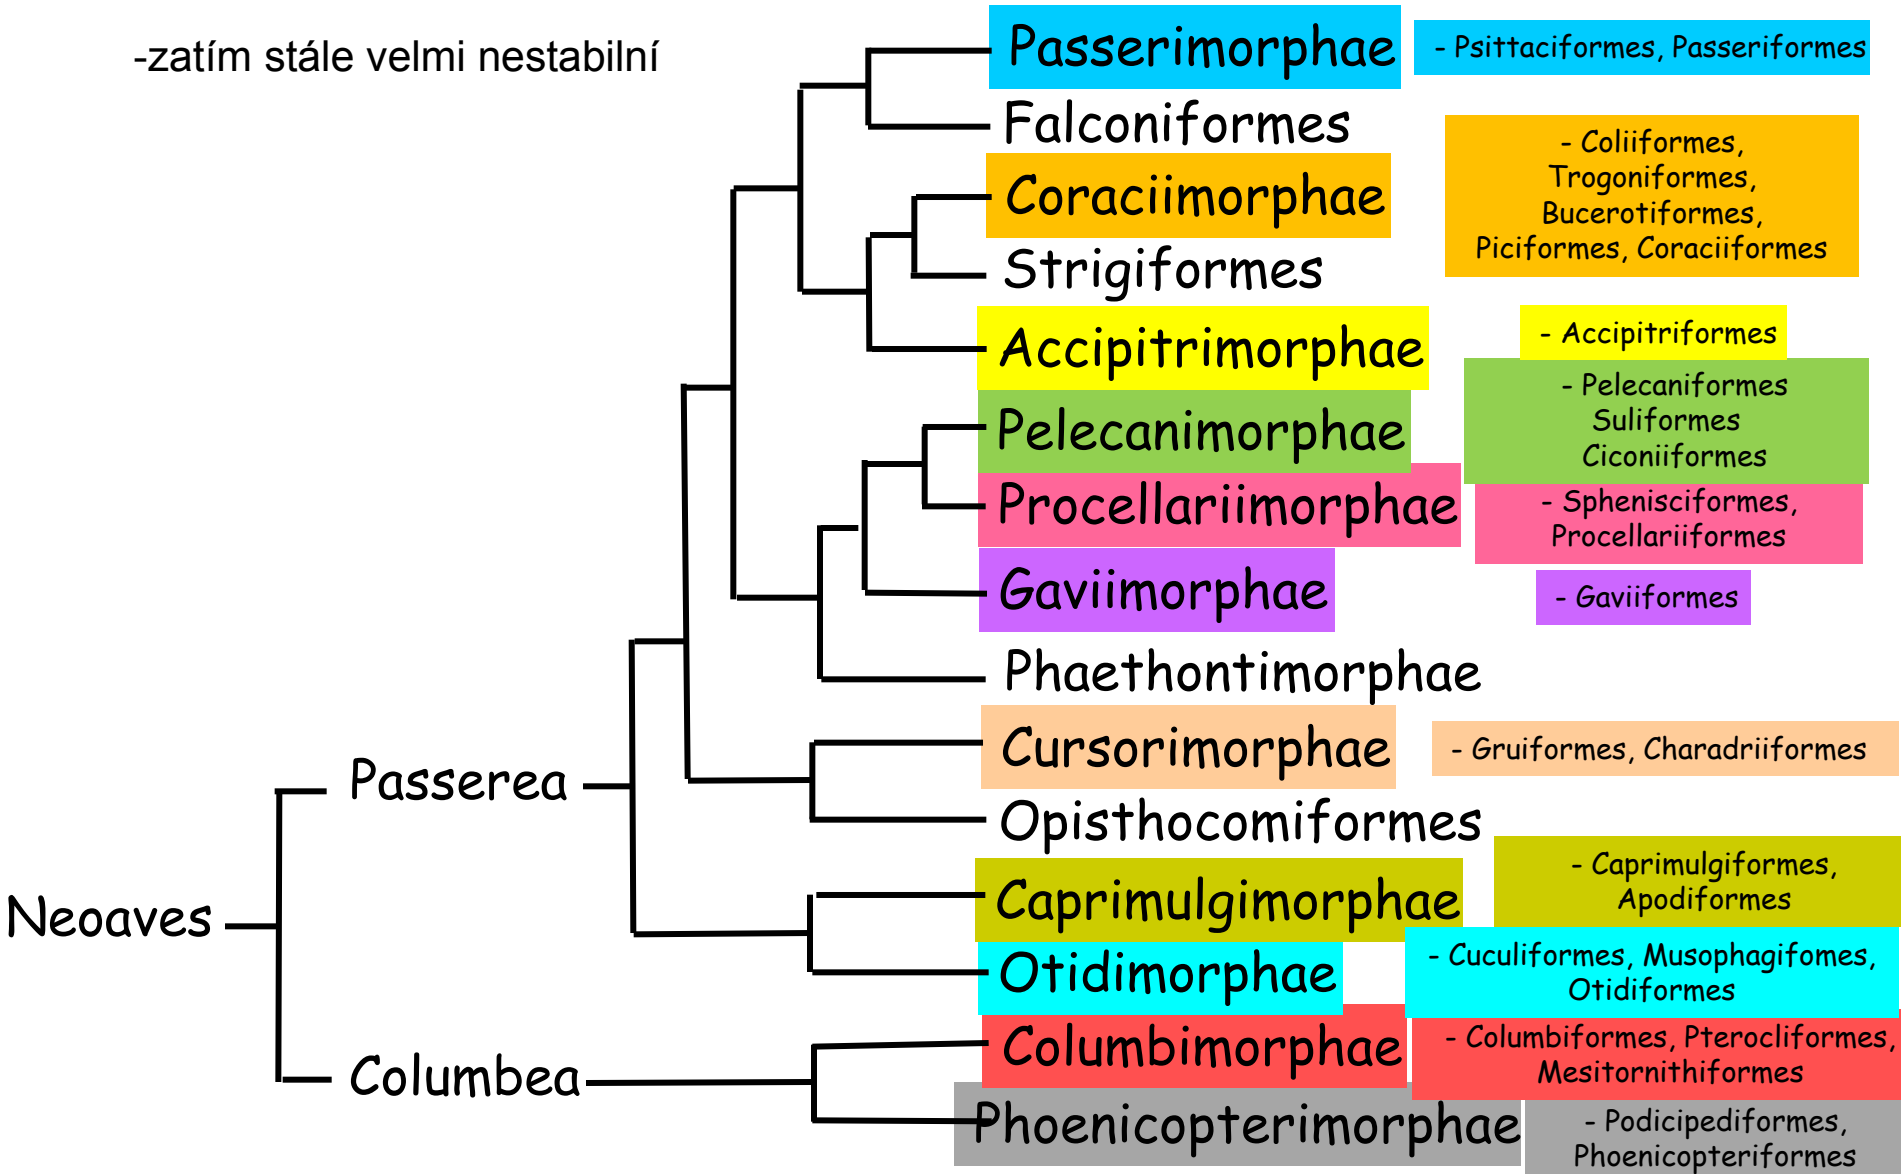 -zatím stále velmi nestabilní
Passerimorphae
- Psittaciformes, Passeriformes
Falconiformes
Coraciimorphae
- Coliiformes,
Trogoniformes,
Bucerotiformes,
Piciformes, Coraciiformes
Strigiformes
Accipitrimorphae
- Accipitriformes
Pelecanimorphae
- Pelecaniformes
Suliformes
Ciconiiformes
Procellariimorphae
- Sphenisciformes,
Procellariiformes
Gaviimorphae
- Gaviiformes
Phaethontimorphae
Cursorimorphae
- Gruiformes, Charadriiformes
Passerea
Opisthocomiformes
Caprimulgimorphae
- Caprimulgiformes,
Apodiformes
Neoaves
Otidimorphae
- Cuculiformes, Musophagifomes,
Otidiformes
Columbimorphae
- Columbiformes, Pterocliformes,
Mesitornithiformes
Columbea
Phoenicopterimorphae
- Podicipediformes,
Phoenicopteriformes